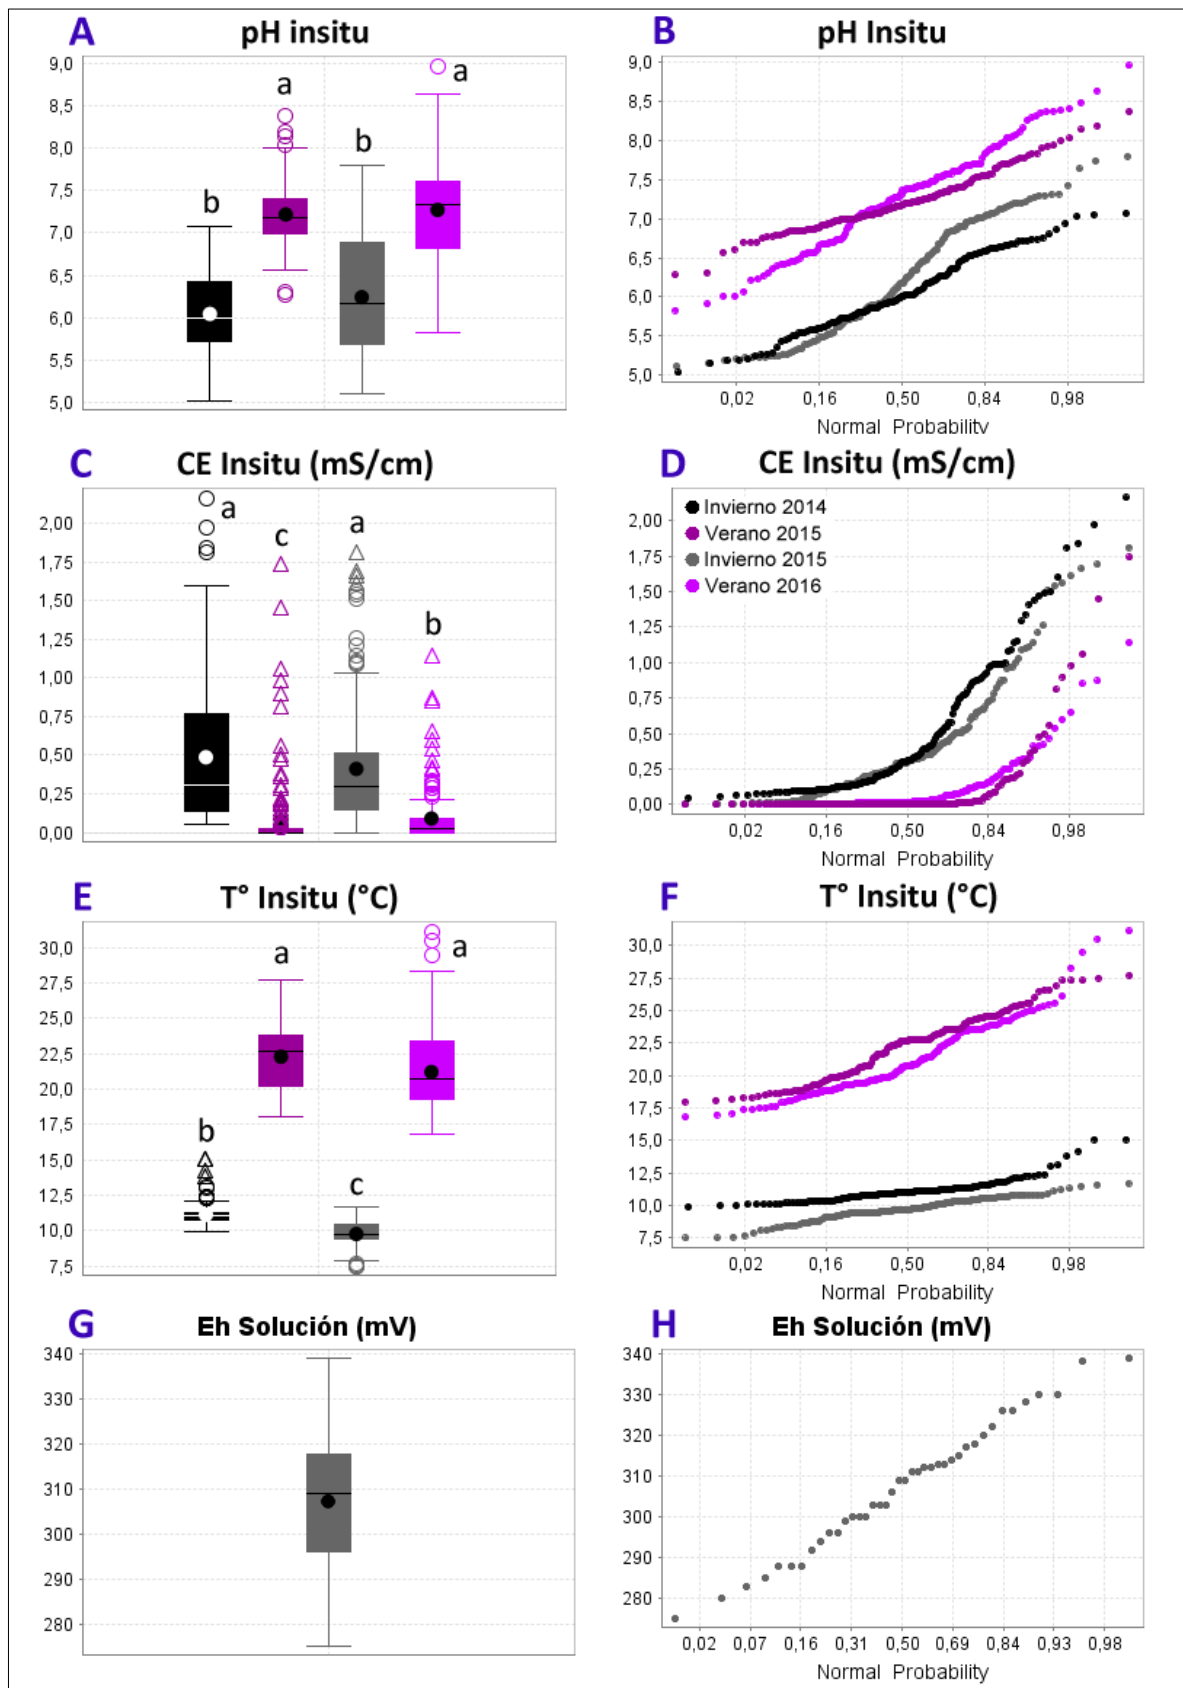 A
pH insitu
9,0
8,5
8,0
7,5
7,0
6,5
6,0
5,5
5,0
b
a
b
a
B
pH Insitu
9,0
8,5
8,0
7,5
7,0
6,5
6,0
5,5
5,0
0,02 0,16 0,50 0,84 0,98
Normal Probability
C
CE Insitu (mS/cm)
2,00
1,75
1,50
1,25
1,00
0,75
0,50
0,25
0,00
a
c
a
b
D
CE Insitu (mS/cm)
Invierno 2014
Verano 2015
Invierno 2015
Verano 2016
2,00
1,75
1,50
1,25
1,00
0,75
0,50
0,25
0,00
0,02 0,16 0,50 0,84 0,98
Normal Probability
E
T° Insitu (°C)
30,0
27,5
25,0
22,5
20,0
17,5
15,0
12,5
10,0
7,5
b
a
c
a
F
T° Insitu (°C)
30,0
27,5
25,0
22,5
20,0
17,5
15,0
12,5
10,0
7,5
0,02 0,16 0,50 0,84 0,98
Normal Probability
G
Eh Solución (mV)
340
330
320
310
300
290
280
H
Eh Solución (mV)
340
330
320
310
300
290
280
0,02 0,07 0,16 0,31 0,50 0,69 0,84 0,93 0,98
Normal Probability